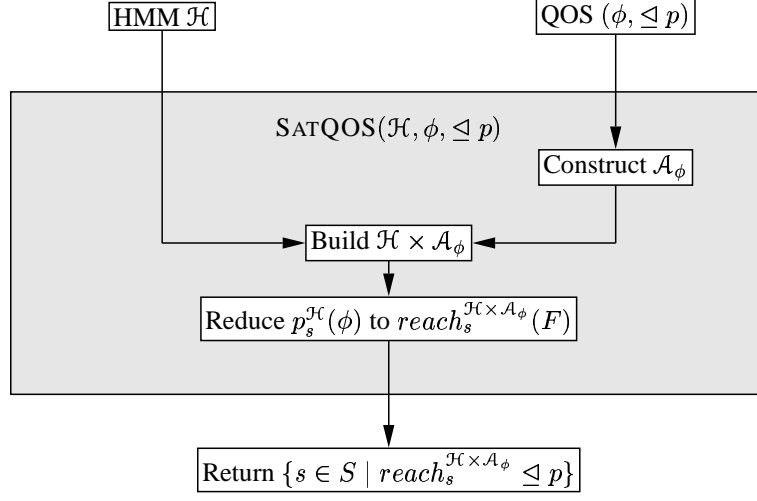 HMM ℋ
QOS (ϕ, ⊴ p)
SATQOS(ℋ, ϕ, ⊴ p)
Construct 𝒜_ϕ
Build ℋ × 𝒜_ϕ
Reduce p_s^ℋ(ϕ) to reach_s^{ℋ×𝒜_ϕ}(F)
Return {s ∈ S | reach_s^{ℋ×𝒜_ϕ} ⊴ p}